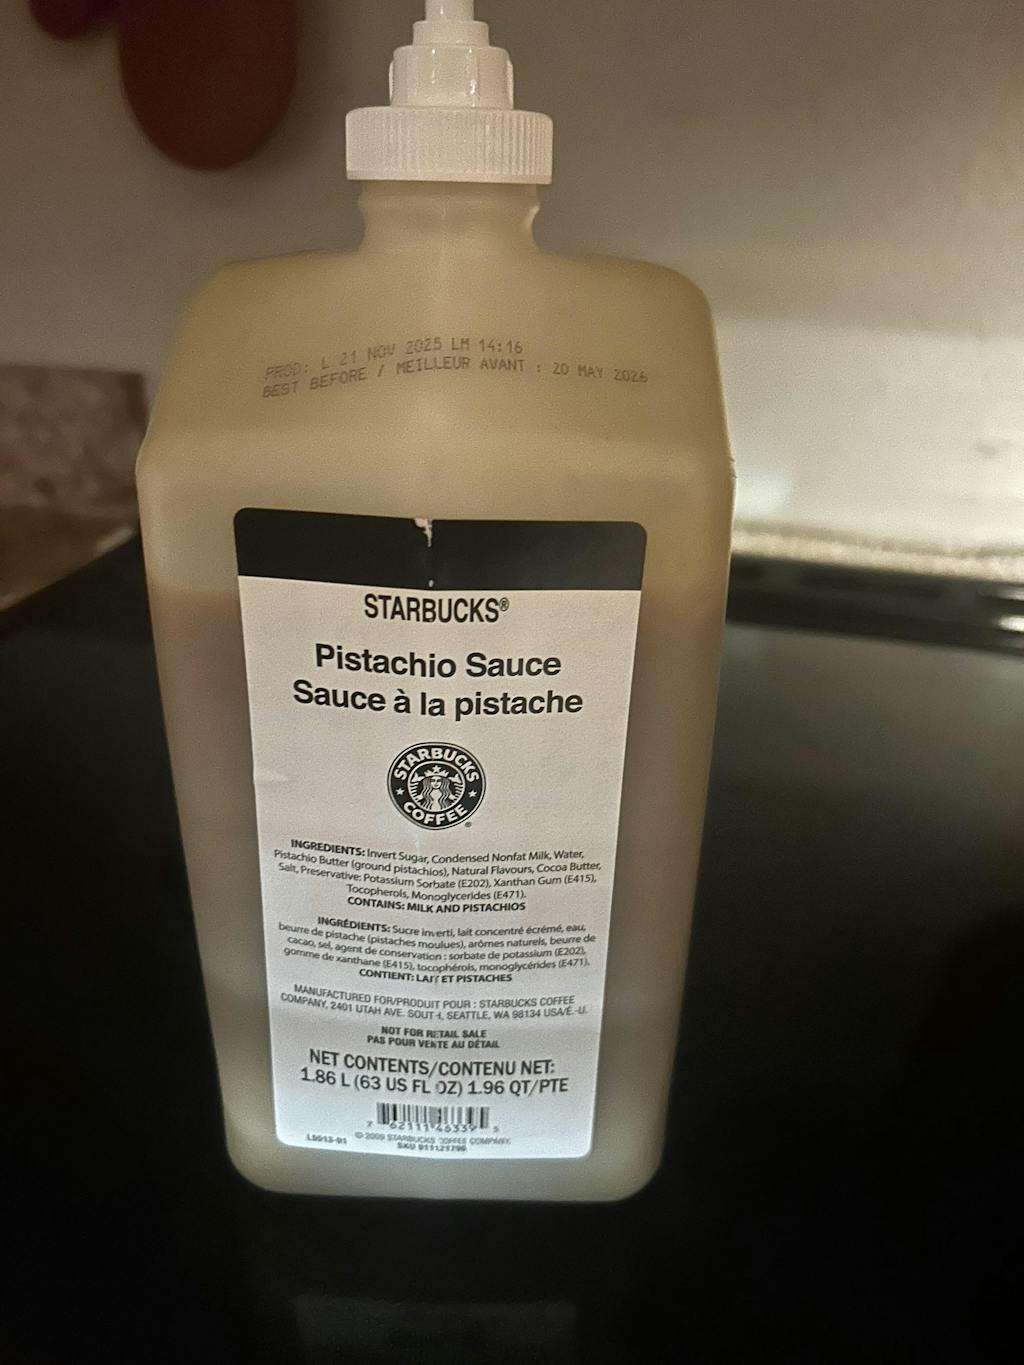 PROD: L 21 NOV 2025 LM 14:16
BEST BEFORE / MEILLEUR AVANT : 20 MAY 2026
STARBUCKS®
Pistachio Sauce
Sauce à la pistache
STARBUCKS
COFFEE
INGREDIENTS: Invert Sugar, Condensed Nonfat Milk, Water,
Pistachio Butter (ground pistachios), Natural Flavours, Cocoa Butter,
Salt, Preservative: Potassium Sorbate (E202), Xanthan Gum (E415),
Tocopherols, Monoglycerides (E471).
CONTAINS: MILK AND PISTACHIOS
INGRÉDIENTS: Sucre inverti, lait concentré écrémé, eau,
beurre de pistache (pistaches moulues), arômes naturels, beurre de
cacao, sel, agent de conservation : sorbate de potassium (E202),
gomme de xanthane (E415), tocophérols, monoglycérides (E471).
CONTIENT: LAIT ET PISTACHES
MANUFACTURED FOR/PRODUIT POUR : STARBUCKS COFFEE
COMPANY, 2401 UTAH AVE. SOUTH, SEATTLE, WA 98134 USA/É.-U.
NOT FOR RETAIL SALE
PAS POUR VENTE AU DÉTAIL
NET CONTENTS/CONTENU NET:
1.86 L (63 US FL OZ) 1.96 QT/PTE
7 62111 46339 5
© 2009 STARBUCKS COFFEE COMPANY.